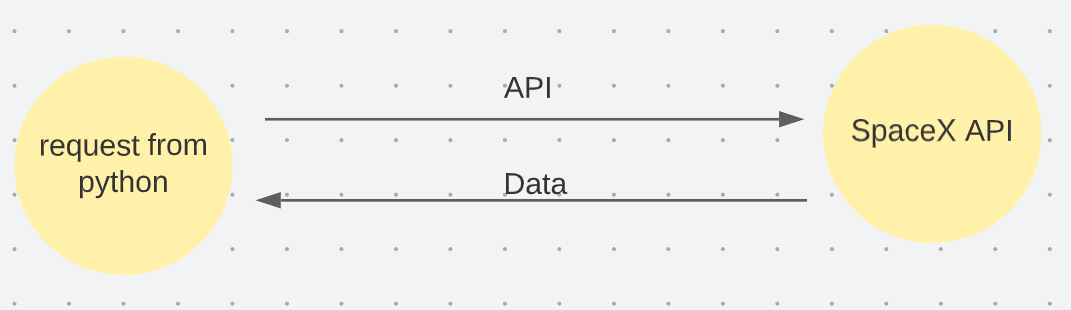 request from
python
API
Data
SpaceX API